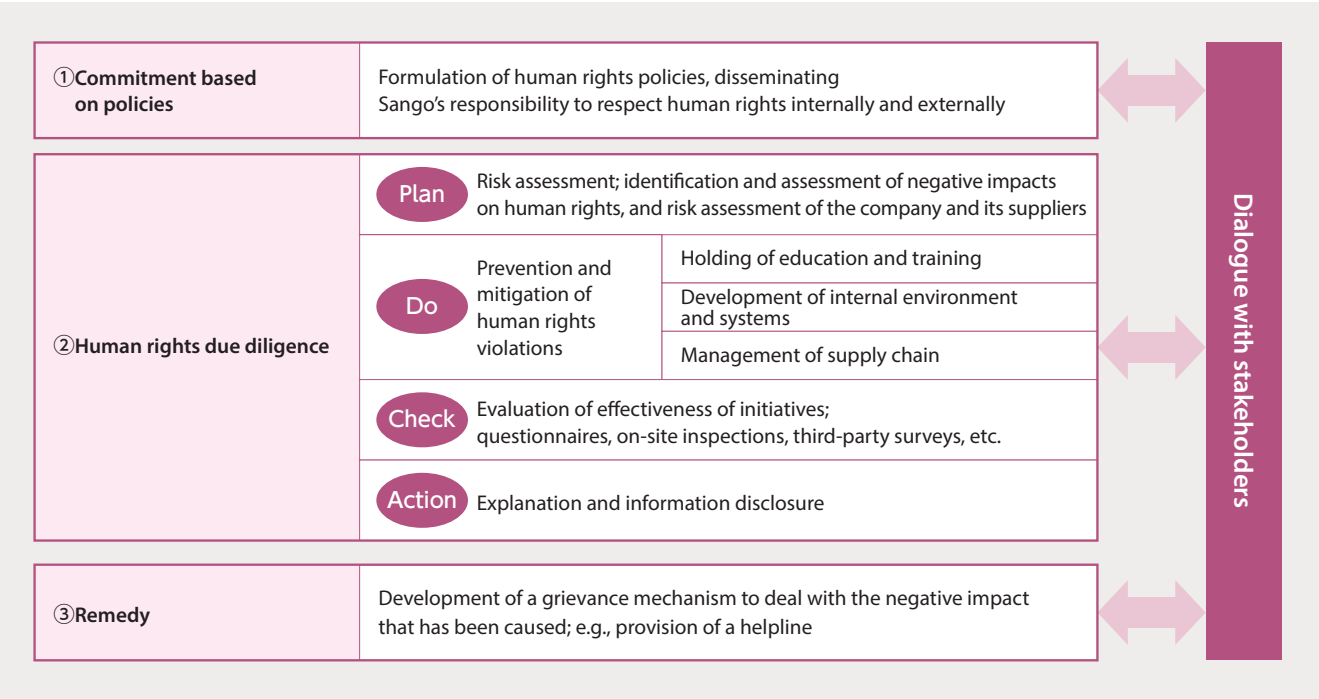 ①Commitment based
on policies
Formulation of human rights policies, disseminating
Sango’s responsibility to respect human rights internally and externally
②Human rights due diligence
Plan
Risk assessment; identification and assessment of negative impacts
on human rights, and risk assessment of the company and its suppliers
Do
Prevention and
mitigation of
human rights
violations
Holding of education and training
Development of internal environment
and systems
Management of supply chain
Check
Evaluation of effectiveness of initiatives;
questionnaires, on-site inspections, third-party surveys, etc.
Action
Explanation and information disclosure
③Remedy
Development of a grievance mechanism to deal with the negative impact
that has been caused; e.g., provision of a helpline
Dialogue with stakeholders